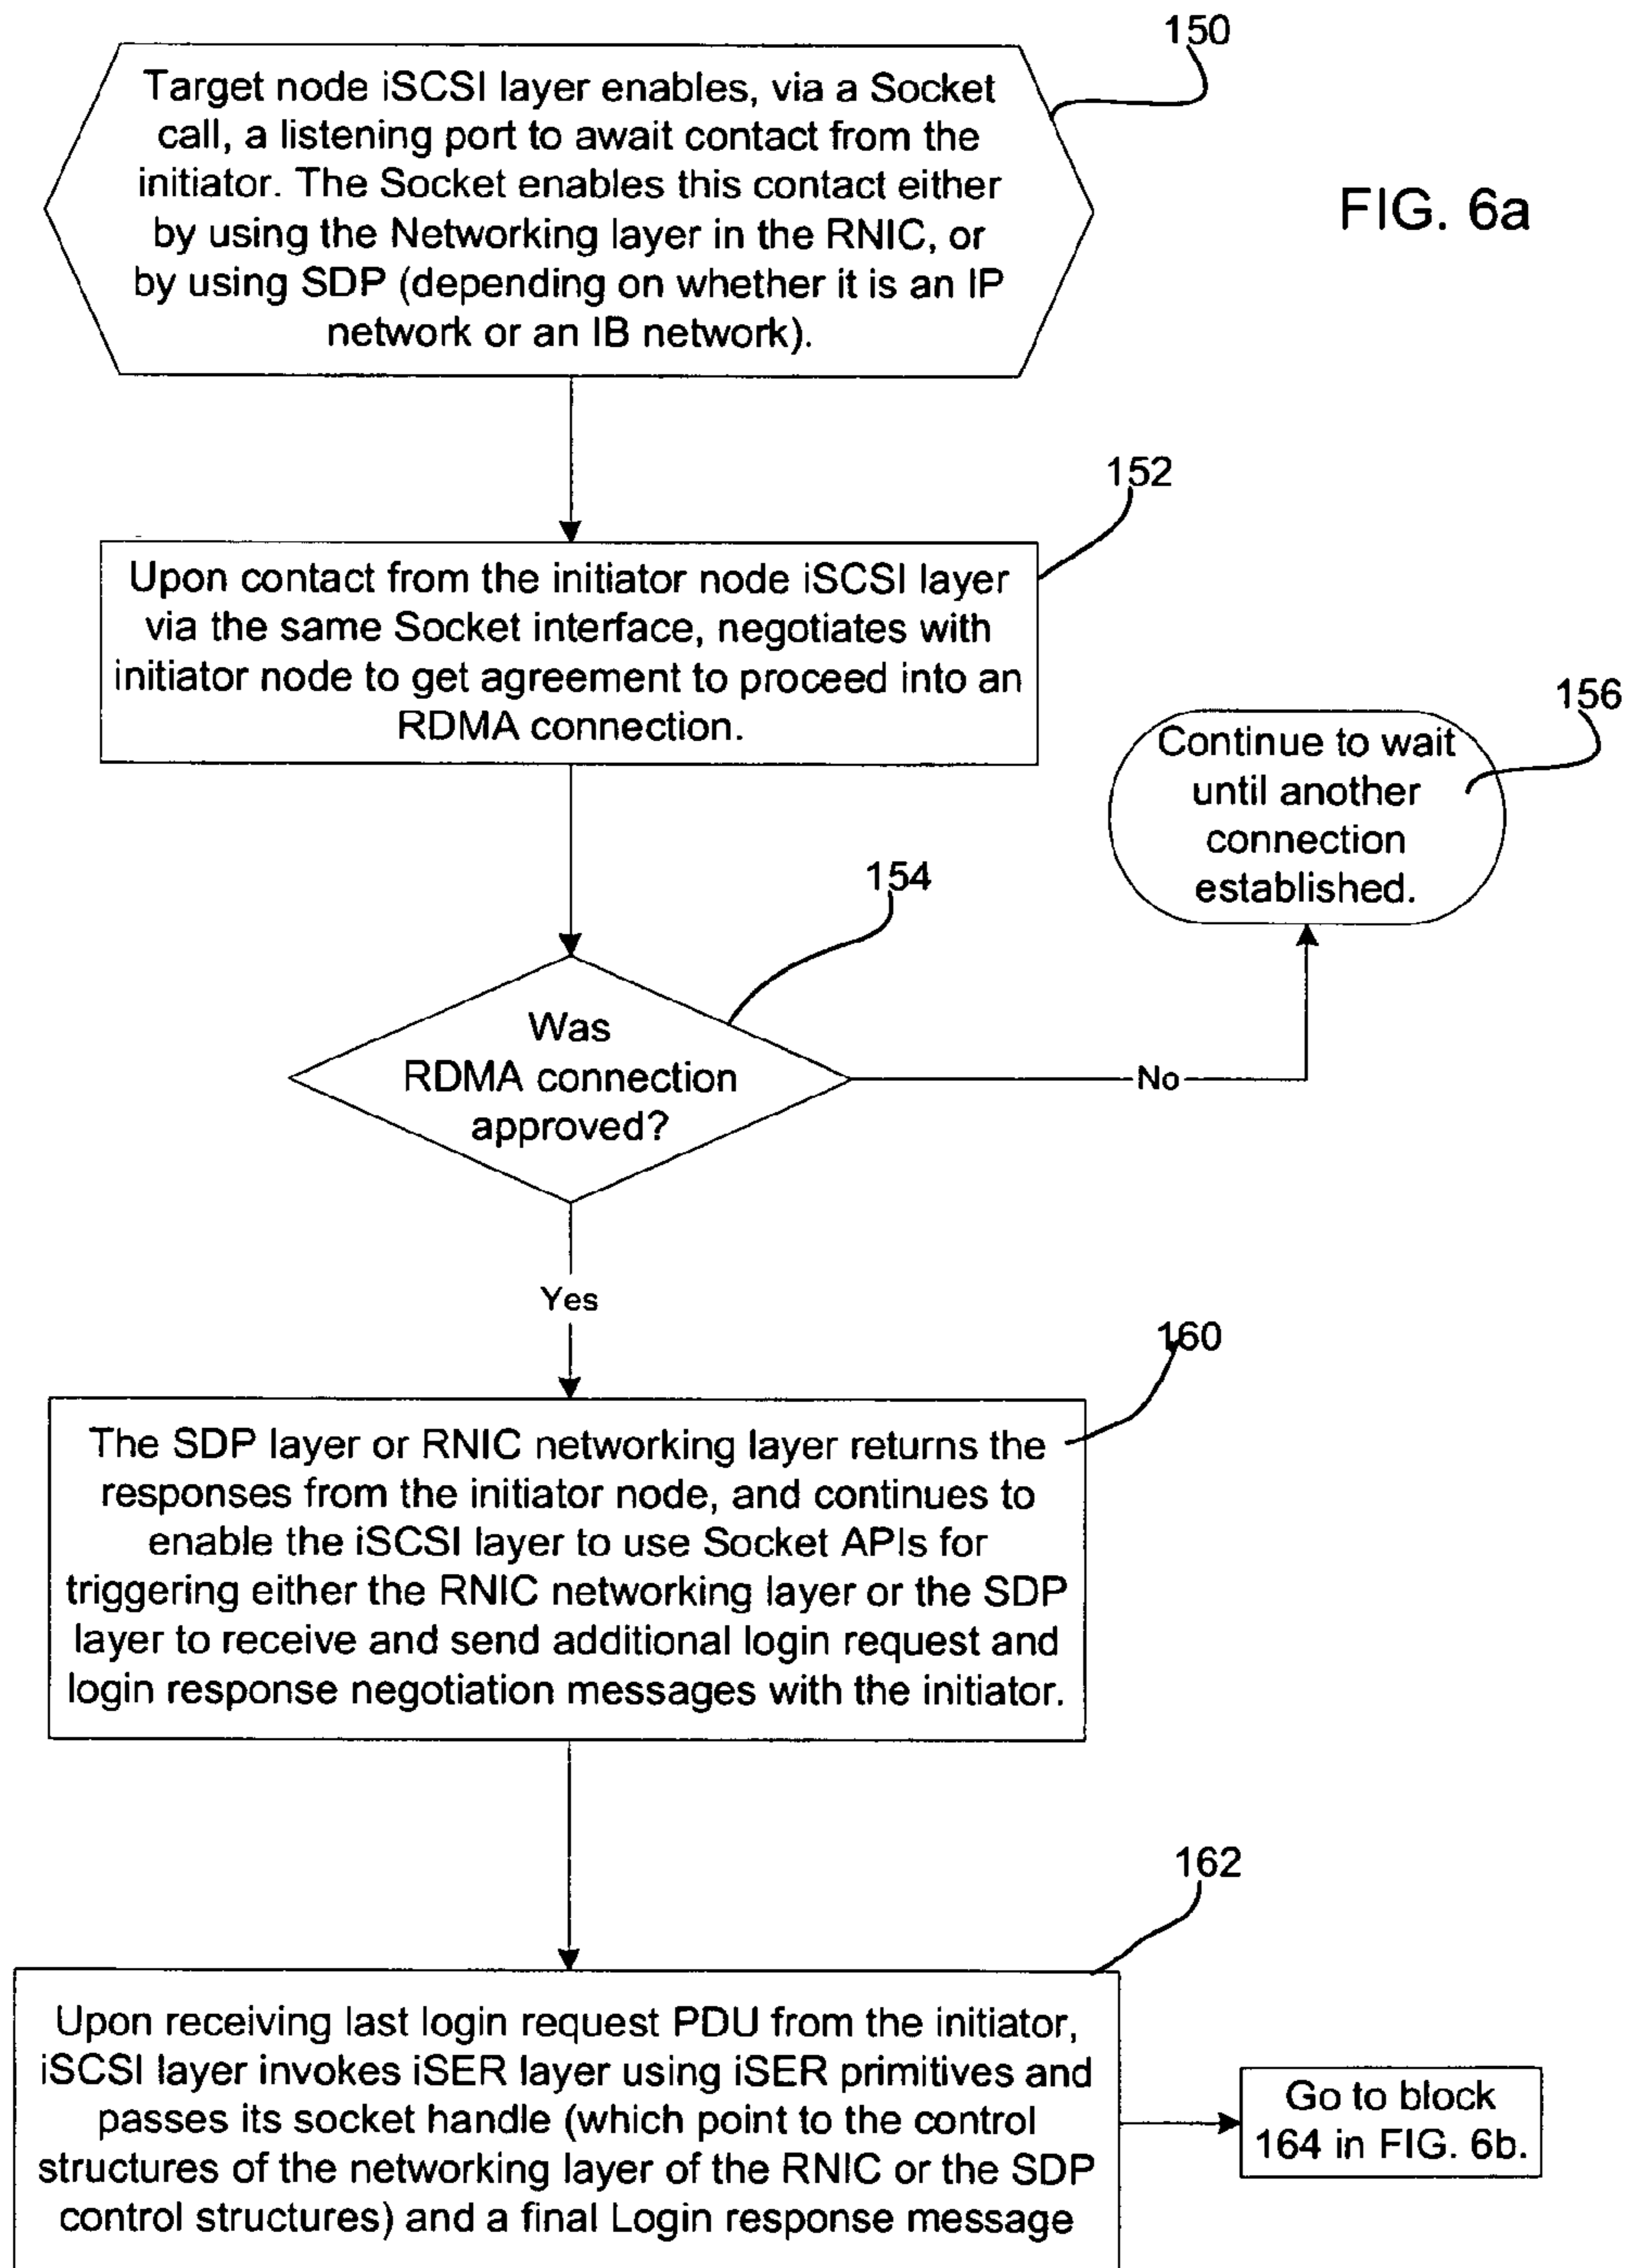 150
Target node iSCSI layer enables, via a Socket
call, a listening port to await contact from the
initiator. The Socket enables this contact either
by using the Networking layer in the RNIC, or
by using SDP (depending on whether it is an IP
network or an IB network).
FIG. 6a
152
Upon contact from the initiator node iSCSI layer
via the same Socket interface, negotiates with
initiator node to get agreement to proceed into an
RDMA connection.
156
Continue to wait
until another
connection
established.
154
Was
RDMA connection
approved?
No
Yes
160
The SDP layer or RNIC networking layer returns the
responses from the initiator node, and continues to
enable the iSCSI layer to use Socket APIs for
triggering either the RNIC networking layer or the SDP
layer to receive and send additional login request and
login response negotiation messages with the initiator.
162
Upon receiving last login request PDU from the initiator,
iSCSI layer invokes iSER layer using iSER primitives and
passes its socket handle (which point to the control
structures of the networking layer of the RNIC or the SDP
control structures) and a final Login response message
Go to block
164 in FIG. 6b.